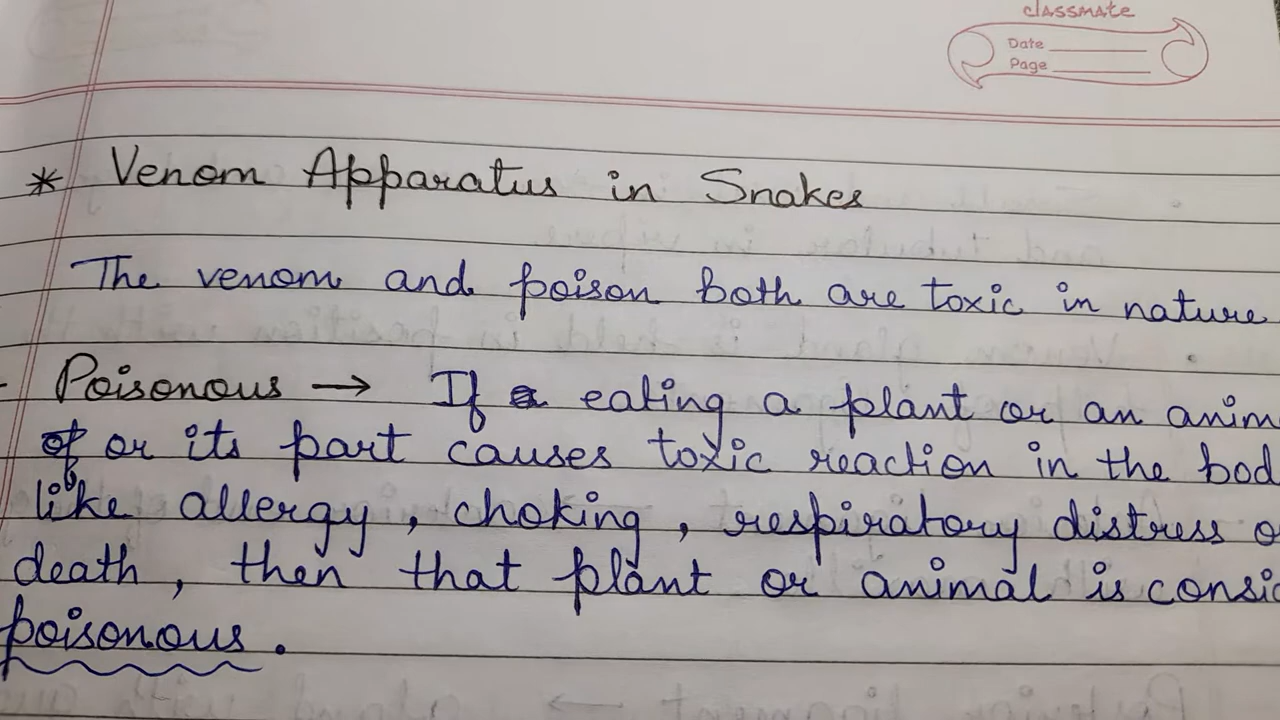 classmate
Date
Page
* Venom Apparatus in Snakes
The venom and poison both are toxic in nature
Poisonous → If eating a plant or an anim
or its part causes toxic reaction in the bod
like allergy, choking, respiratory distress o
death, then that plant or animal is consid
poisonous.